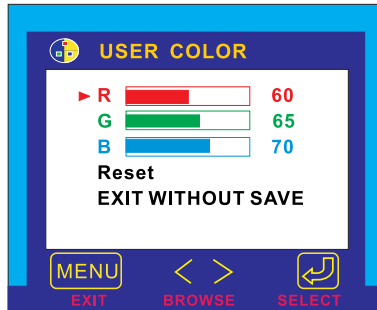 USER COLOR
R 60
G 65
B 70
Reset
EXIT WITHOUT SAVE
MENU
EXIT BROWSE SELECT